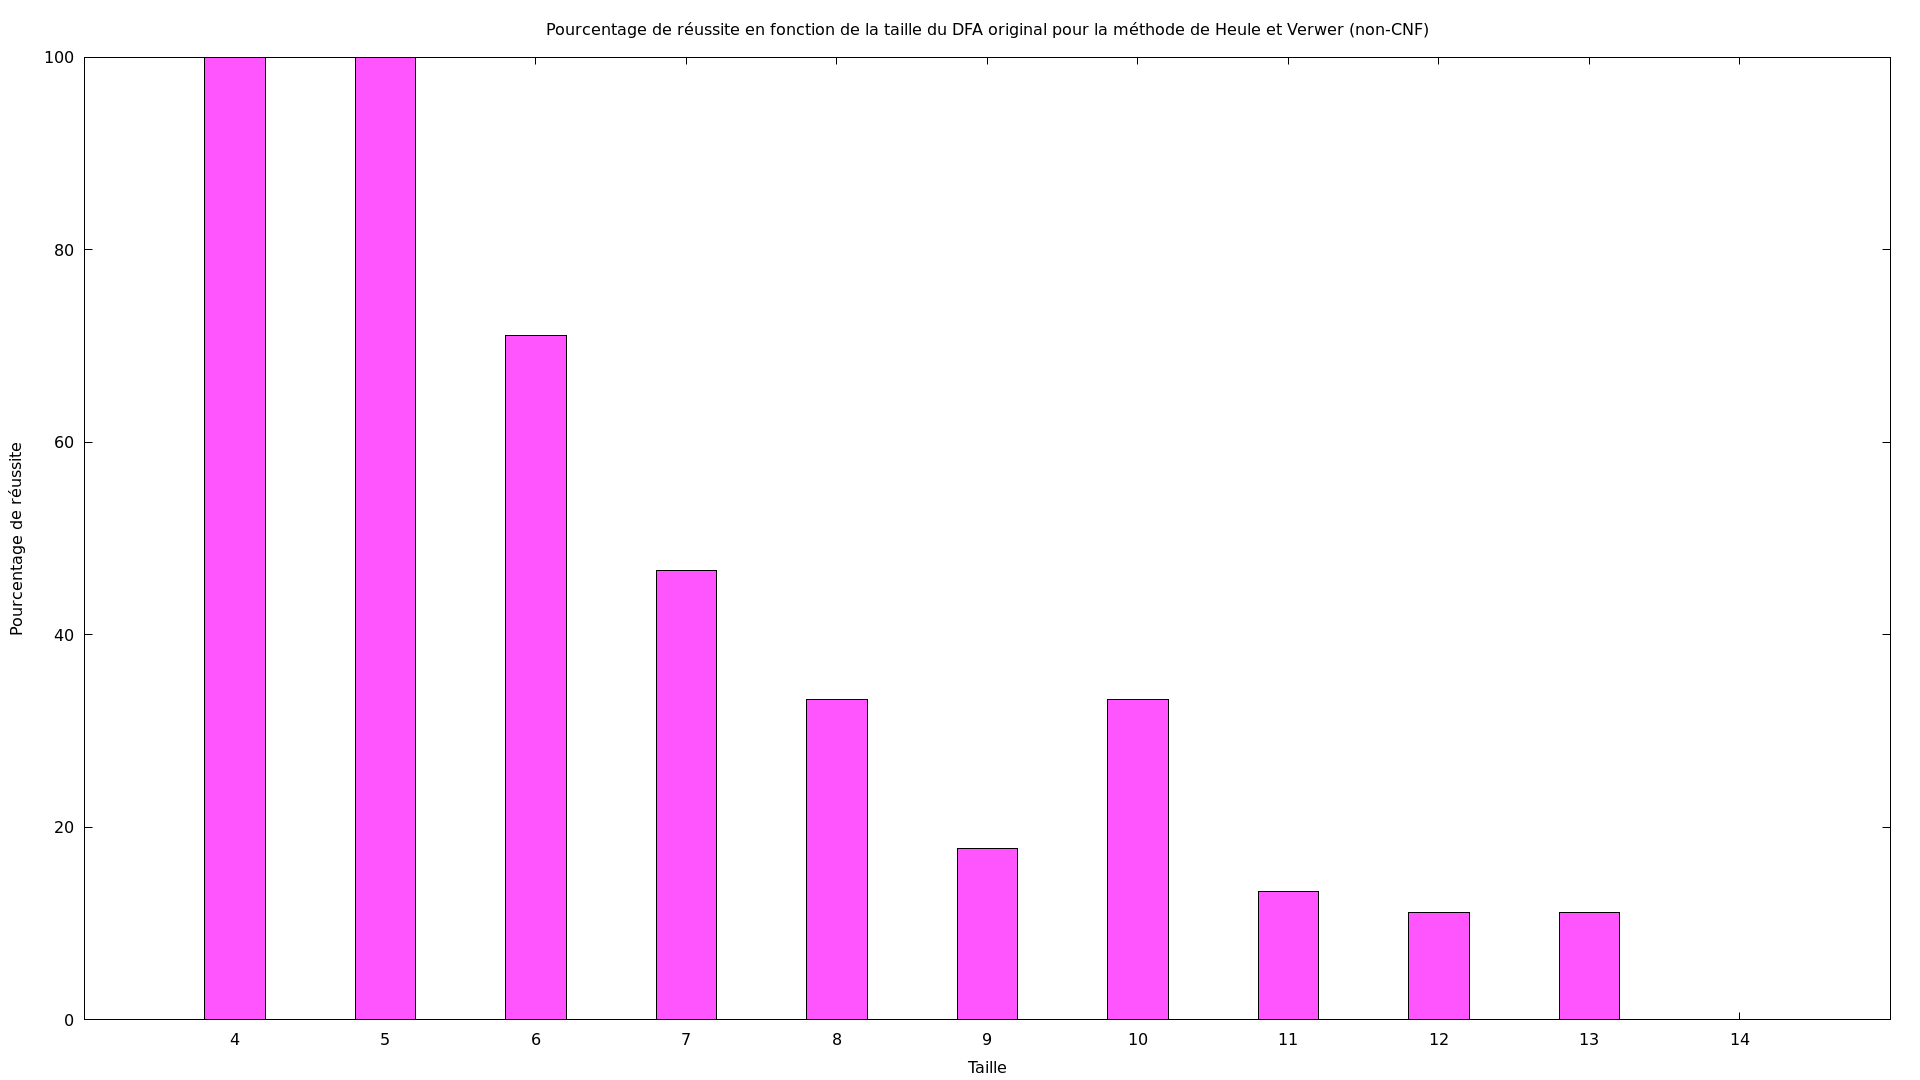 Pourcentage de réussite en fonction de la taille du DFA original pour la méthode de Heule et Verwer (non-CNF)
100
80
60
40
20
0
Pourcentage de réussite
4 5 6 7 8 9 10 11 12 13 14
Taille